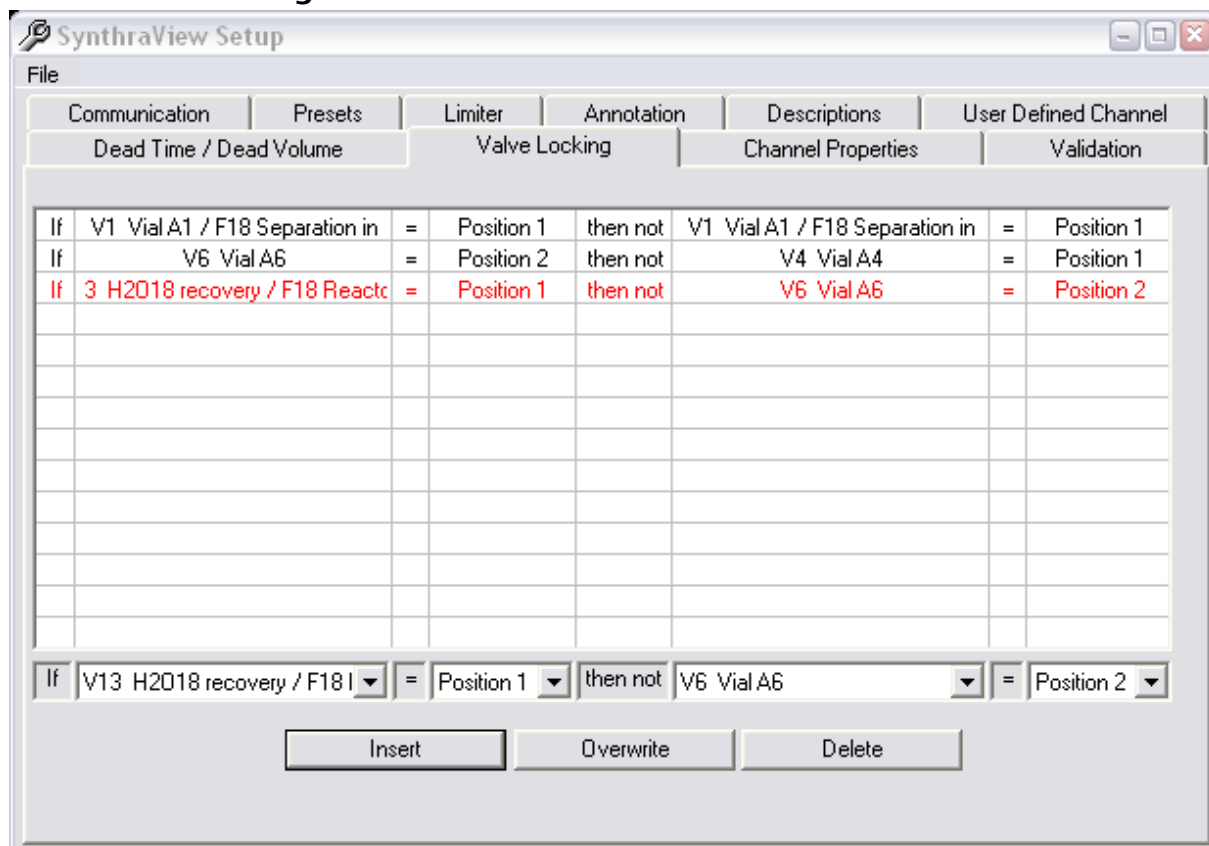 SynthraView Setup
File
Communication Presets Limiter Annotation Descriptions User Defined Channel
Dead Time / Dead Volume Valve Locking Channel Properties Validation
If V1 Vial A1 / F18 Separation in = Position 1 then not V1 Vial A1 / F18 Separation in = Position 1
If V6 Vial A6 = Position 2 then not V4 Vial A4 = Position 1
If 3 H2O18 recovery / F18 Reactc = Position 1 then not V6 Vial A6 = Position 2
If V13 H2O18 recovery / F18 = Position 1 then not V6 Vial A6 = Position 2
Insert Overwrite Delete